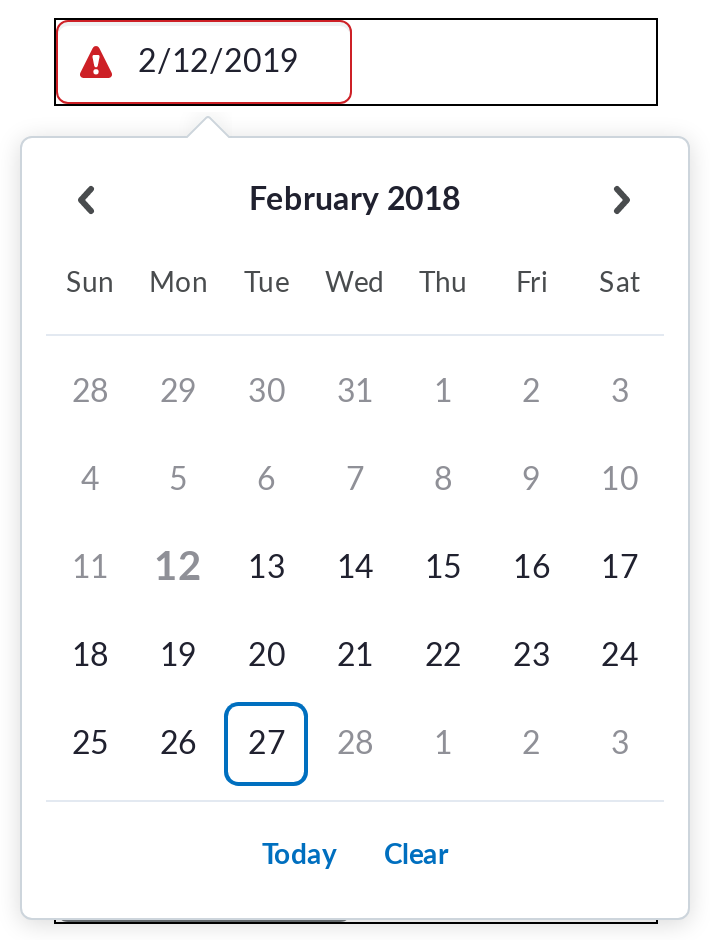 2/12/2019
February 2018
Sun Mon Tue Wed Thu Fri Sat
28 29 30 31 1 2 3
4 5 6 7 8 9 10
11 12 13 14 15 16 17
18 19 20 21 22 23 24
25 26 27 28 1 2 3
Today Clear